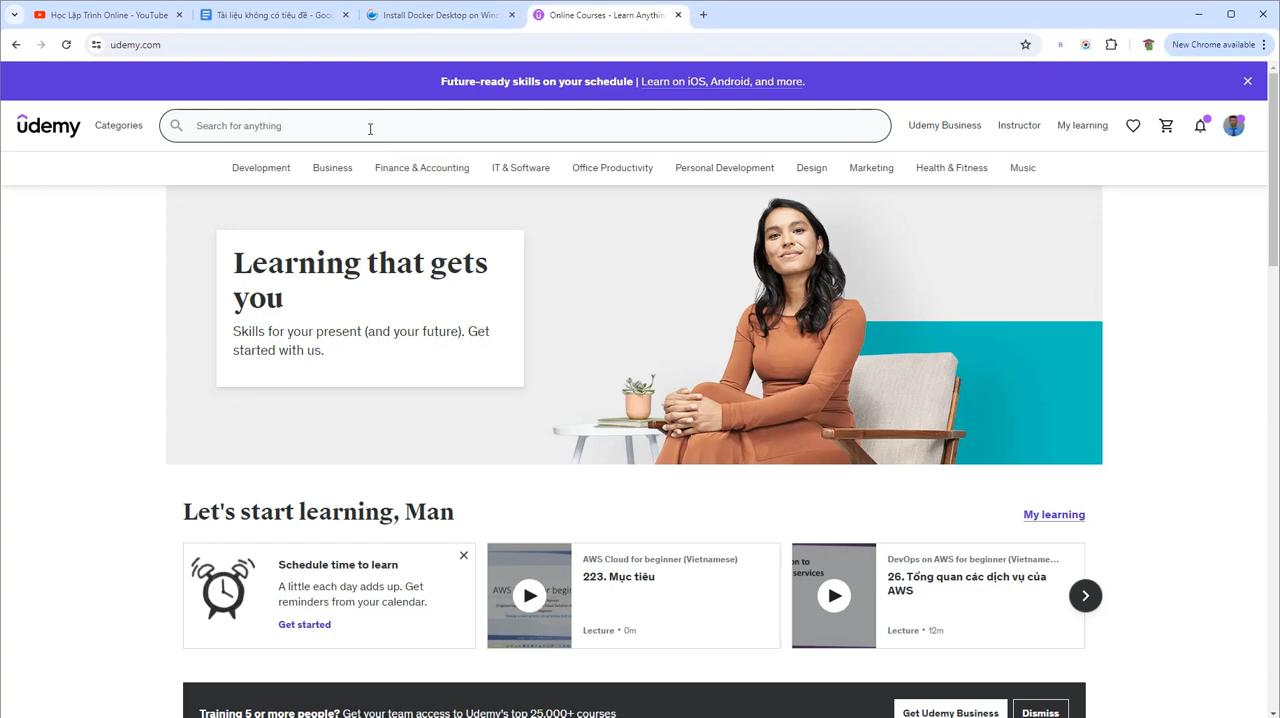 Học Lập Trình Online - YouTube
Tài liệu không có tiêu đề - Goo
Install Docker Desktop on Wind
Online Courses - Learn Anythin
udemy.com
New Chrome available
Future-ready skills on your schedule | Learn on iOS, Android, and more.
udemy
Categories
Search for anything
Udemy Business
Instructor
My learning
Development
Business
Finance & Accounting
IT & Software
Office Productivity
Personal Development
Design
Marketing
Health & Fitness
Music
Learning that gets
you
Skills for your present (and your future). Get
started with us.
Let's start learning, Man
My learning
Schedule time to learn
A little each day adds up. Get
reminders from your calendar.
Get started
AWS Cloud for beginner (Vietnamese)
223. Mục tiêu
Lecture • 0m
DevOps on AWS for beginner (Vietname...
26. Tổng quan các dịch vụ của
AWS
Lecture • 12m
Training 5 or more people? Get your team access to Udemy's top 25,000+ courses
Get Udemy Business
Dismiss